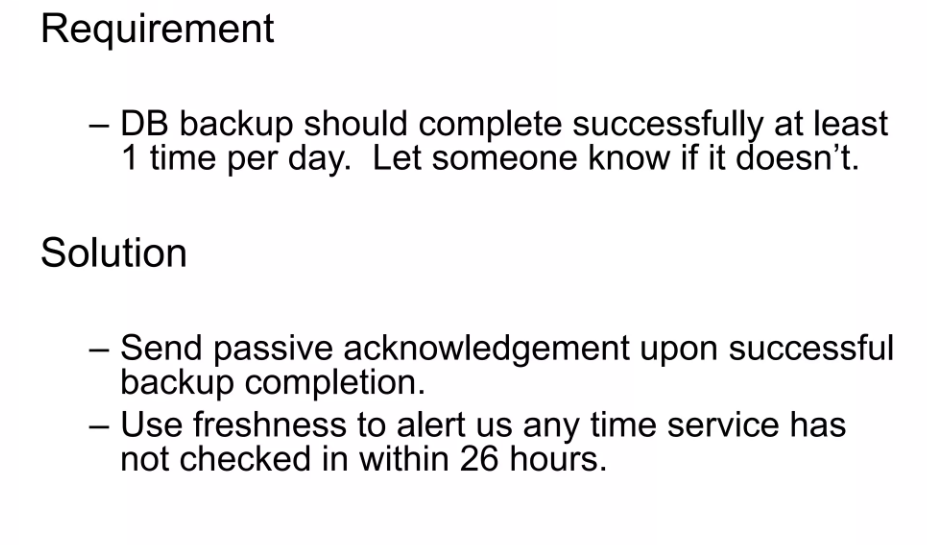 Requirement
– DB backup should complete successfully at least
1 time per day.  Let someone know if it doesn’t.
Solution
– Send passive acknowledgement upon successful
backup completion.
– Use freshness to alert us any time service has
not checked in within 26 hours.